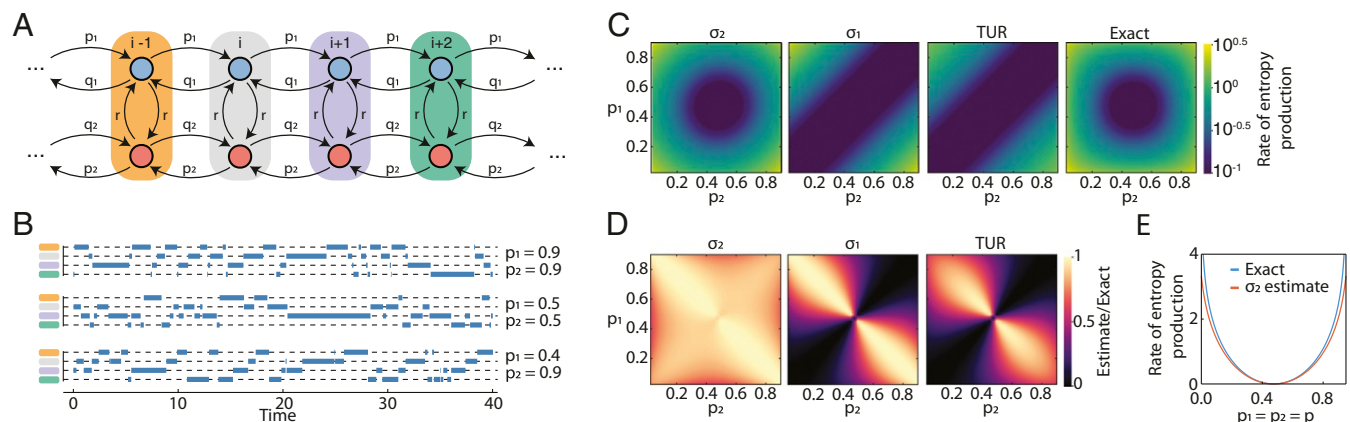 A
i -1
i
i+1
i+2
p₁ p₁ p₁ p₁ p₁
... ...
q₁ q₁ q₁ q₁ q₁
r r r r r r r r
q₂ q₂ q₂ q₂ q₂
... ...
p₂ p₂ p₂ p₂ p₂
B
p₁ = 0.9
p₂ = 0.9
p₁ = 0.5
p₂ = 0.5
p₁ = 0.4
p₂ = 0.9
0 10 20 30 40
Time
C
σ₂ σ₁ TUR Exact
0.8
0.6
p₁
0.4
0.2
0.2 0.4 0.6 0.8 0.2 0.4 0.6 0.8 0.2 0.4 0.6 0.8 0.2 0.4 0.6 0.8
p₂ p₂ p₂ p₂
10^0.5
10^0
10^-0.5
10^-1
Rate of entropy
production
D
σ₂ σ₁ TUR
0.8
0.6
p₁
0.4
0.2
0.2 0.4 0.6 0.8 0.2 0.4 0.6 0.8 0.2 0.4 0.6 0.8
p₂ p₂ p₂
1
.5
0
Estimate/Exact
E
4
2
0
Exact
σ₂ estimate
Rate of entropy
production
0.0 0.4 0.8
p₁ = p₂ = p